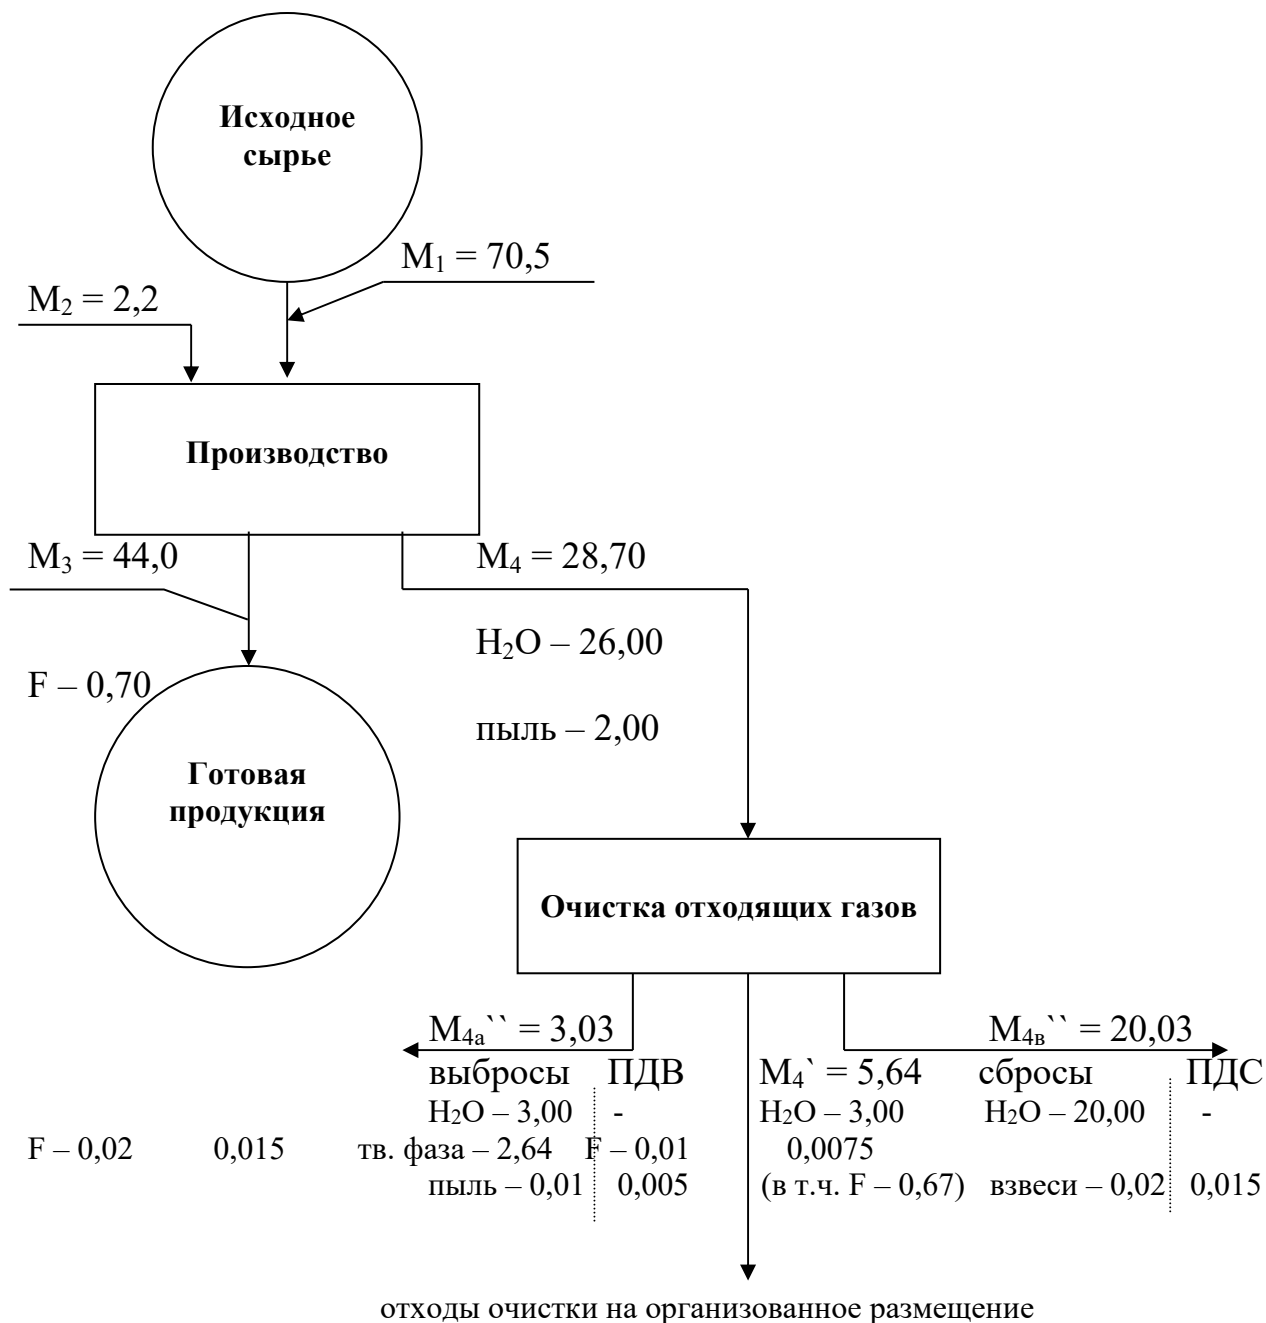 Исходное
сырье
M₁ = 70,5
M₂ = 2,2
Производство
M₃ = 44,0 M₄ = 28,70
H₂O – 26,00
F – 0,70
пыль – 2,00
Готовая
продукция
Очистка отходящих газов
M₄ₐ`` = 3,03 M₄в`` = 20,03
выбросы ПДВ M₄` = 5,64 сбросы ПДС
H₂O – 3,00 - H₂O – 3,00 H₂O – 20,00 -
F – 0,02 0,015 тв. фаза – 2,64 F – 0,01 0,0075
пыль – 0,01 0,005 (в т.ч. F – 0,67) взвеси – 0,02 0,015
отходы очистки на организованное размещение